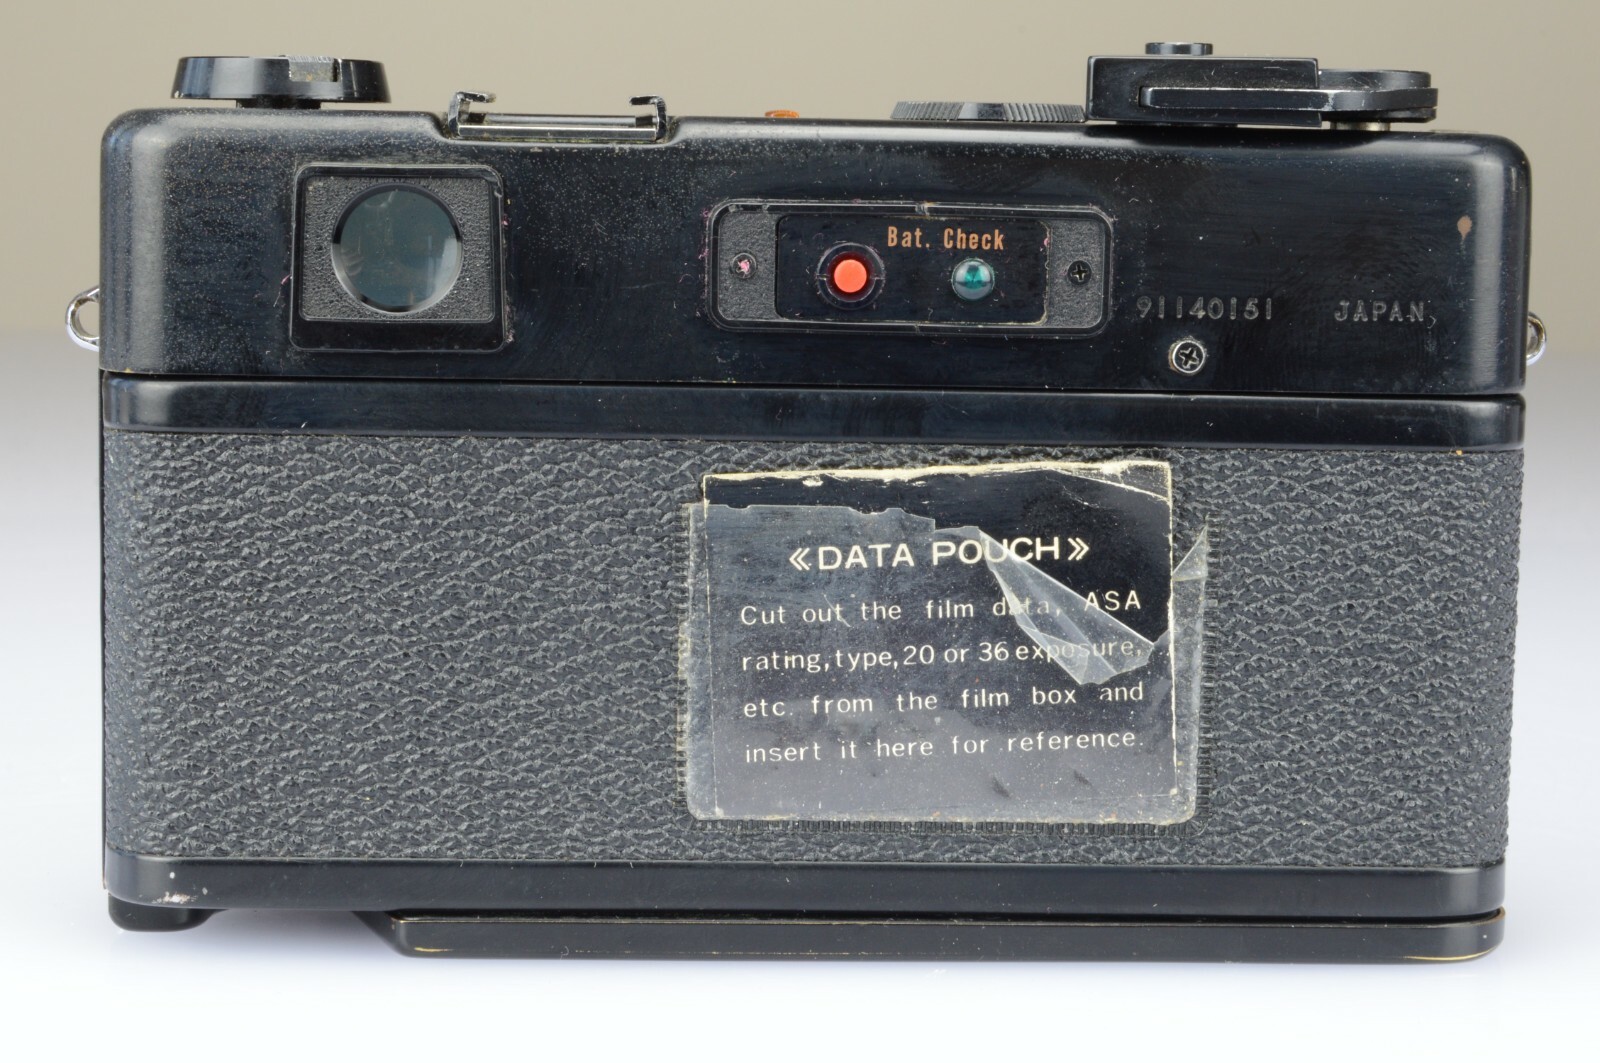 Bat. Check
91140151 JAPAN
《DATA POUCH》
Cut out the film data, ASA
rating,type,20 or 36 exposure,
etc. from the film box and
insert it here for reference.